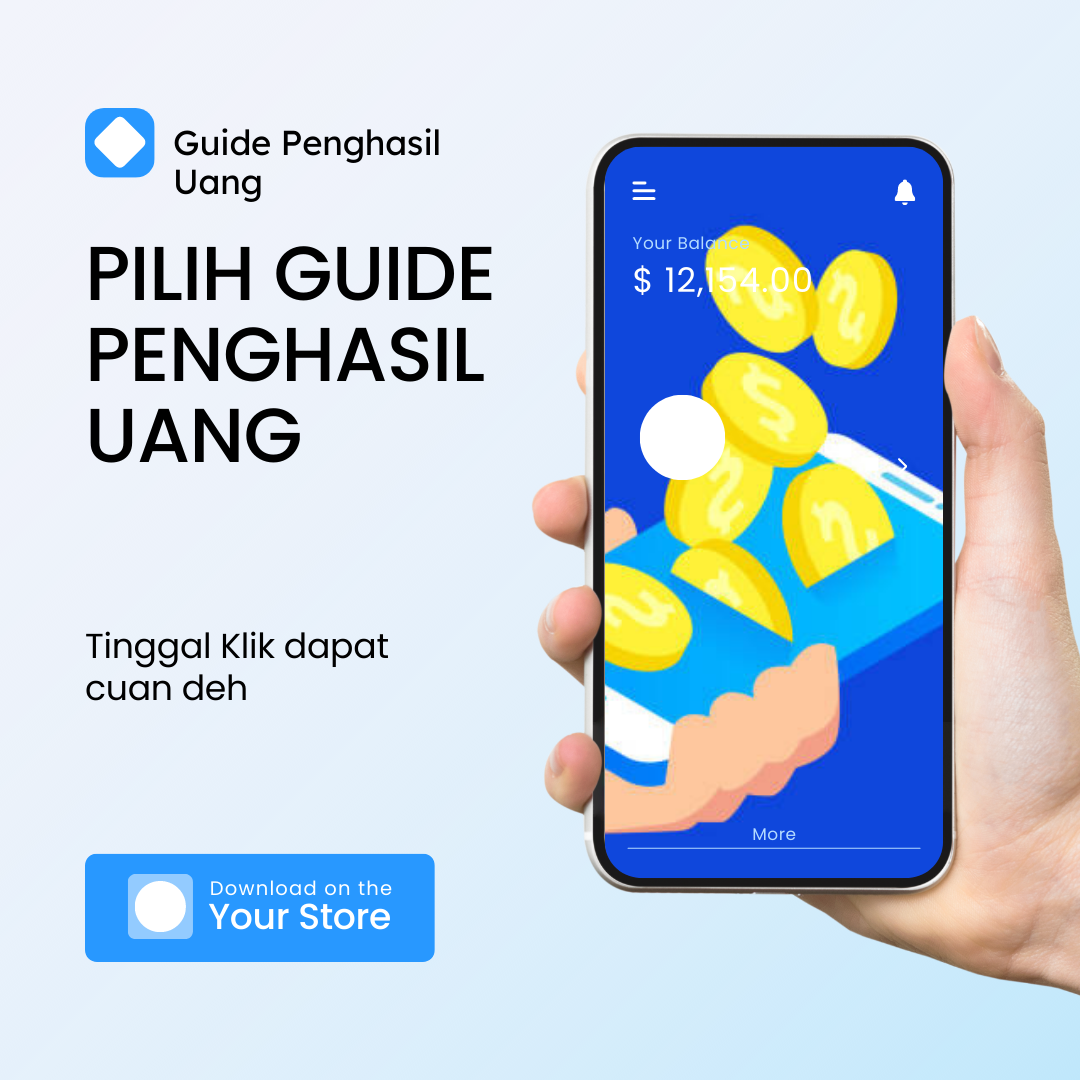 Guide Penghasil
Uang
PILIH GUIDE
PENGHASIL
UANG
Tinggal Klik dapat
cuan deh
Download on the
Your Store
Your Balance
$ 12,154.00
More